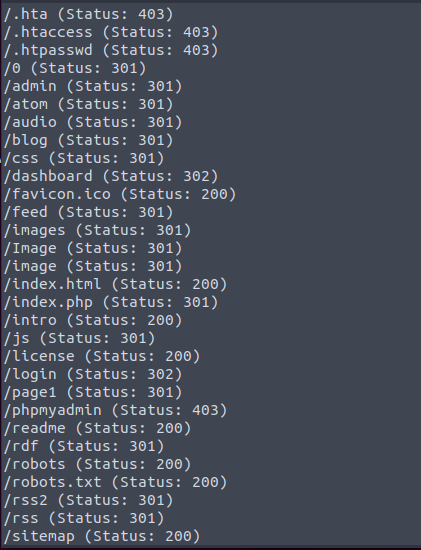 /.hta (Status: 403)
/.htaccess (Status: 403)
/.htpasswd (Status: 403)
/0 (Status: 301)
/admin (Status: 301)
/atom (Status: 301)
/audio (Status: 301)
/blog (Status: 301)
/css (Status: 301)
/dashboard (Status: 302)
/favicon.ico (Status: 200)
/feed (Status: 301)
/images (Status: 301)
/Image (Status: 301)
/image (Status: 301)
/index.html (Status: 200)
/index.php (Status: 301)
/intro (Status: 200)
/js (Status: 301)
/license (Status: 200)
/login (Status: 302)
/page1 (Status: 301)
/phpmyadmin (Status: 403)
/readme (Status: 200)
/rdf (Status: 301)
/robots (Status: 200)
/robots.txt (Status: 200)
/rss2 (Status: 301)
/rss (Status: 301)
/sitemap (Status: 200)